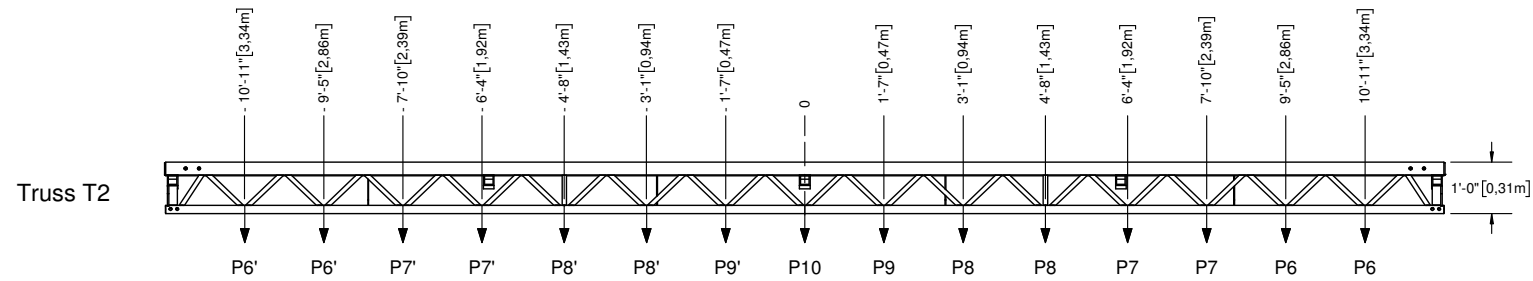 - 10'-11" [3,34m]
- 9'-5" [2,86m]
- 7'-10" [2,39m]
- 6'-4" [1,92m]
- 4'-8" [1,43m]
- 3'-1" [0,94m]
- 1'-7" [0,47m]
0
1'-7" [0,47m]
3'-1" [0,94m]
4'-8" [1,43m]
6'-4" [1,92m]
7'-10" [2,39m]
9'-5" [2,86m]
10'-11" [3,34m]
Truss T2
1'-0" [0,31m]
P6'
P6'
P7'
P7'
P8'
P8'
P9'
P10
P9
P8
P8
P7
P7
P6
P6